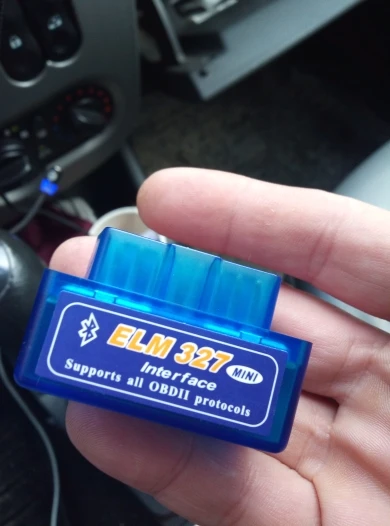 ELM 327 MINI
Interface
Supports all OBDII protocols